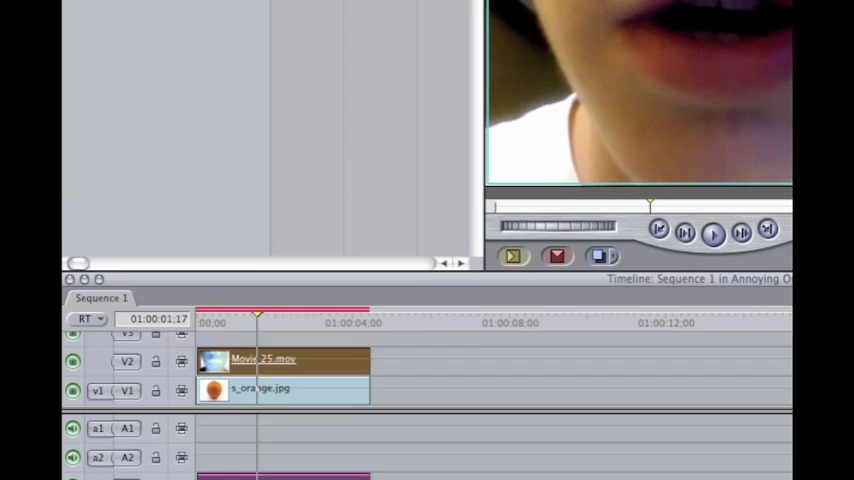 Timeline: Sequence 1 in Annoying O
Sequence 1
RT 01:00:01;17 00;00 01:00:04;00 01:00:08;00 01:00:12;00
V3
V2 Movie 25.mov
v1 V1 s_orange.jpg
a1 A1
a2 A2